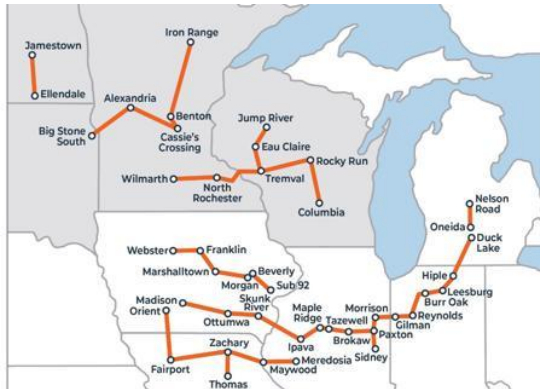 Iron Range
Jamestown
Ellendale
Alexandria
Benton
Big Stone
South
Cassie's
Crossing
Jump River
Eau Claire
Rocky Run
Wilmarth
North
Rochester
Tremval
Columbia
Nelson
Road
Oneida
Duck
Lake
Webster
Franklin
Marshalltown
Beverly
Morgan
Sub 92
Hiple
Leesburg
Burr Oak
Madison
Orient
Skunk
River
Ottumwa
Maple
Ridge
Morrison
Tazewell
Reynolds
Gilman
Paxton
Ipava
Brokaw
Sidney
Zachary
Meredosia
Fairport
Maywood
Thomas